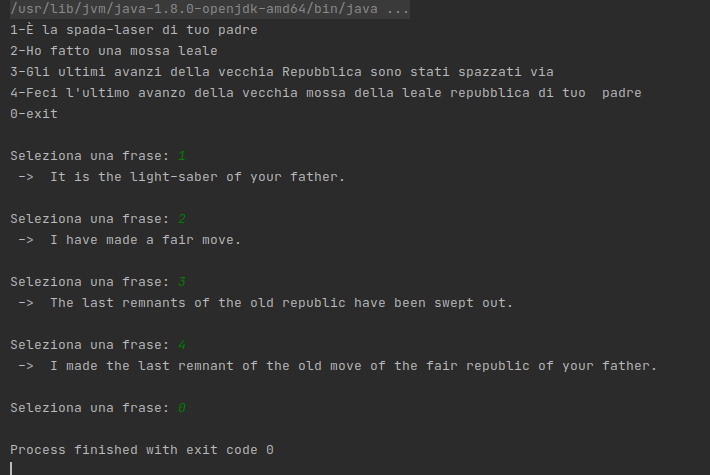 /usr/lib/jvm/java-1.8.0-openjdk-amd64/bin/java ...
1-È la spada-laser di tuo padre
2-Ho fatto una mossa leale
3-Gli ultimi avanzi della vecchia Repubblica sono stati spazzati via
4-Feci l'ultimo avanzo della vecchia mossa della leale repubblica di tuo  padre
0-exit
Seleziona una frase: 1
 ->  It is the light-saber of your father.
Seleziona una frase: 2
 ->  I have made a fair move.
Seleziona una frase: 3
 ->  The last remnants of the old republic have been swept out.
Seleziona una frase: 4
 ->  I made the last remnant of the old move of the fair republic of your father.
Seleziona una frase: 0
Process finished with exit code 0